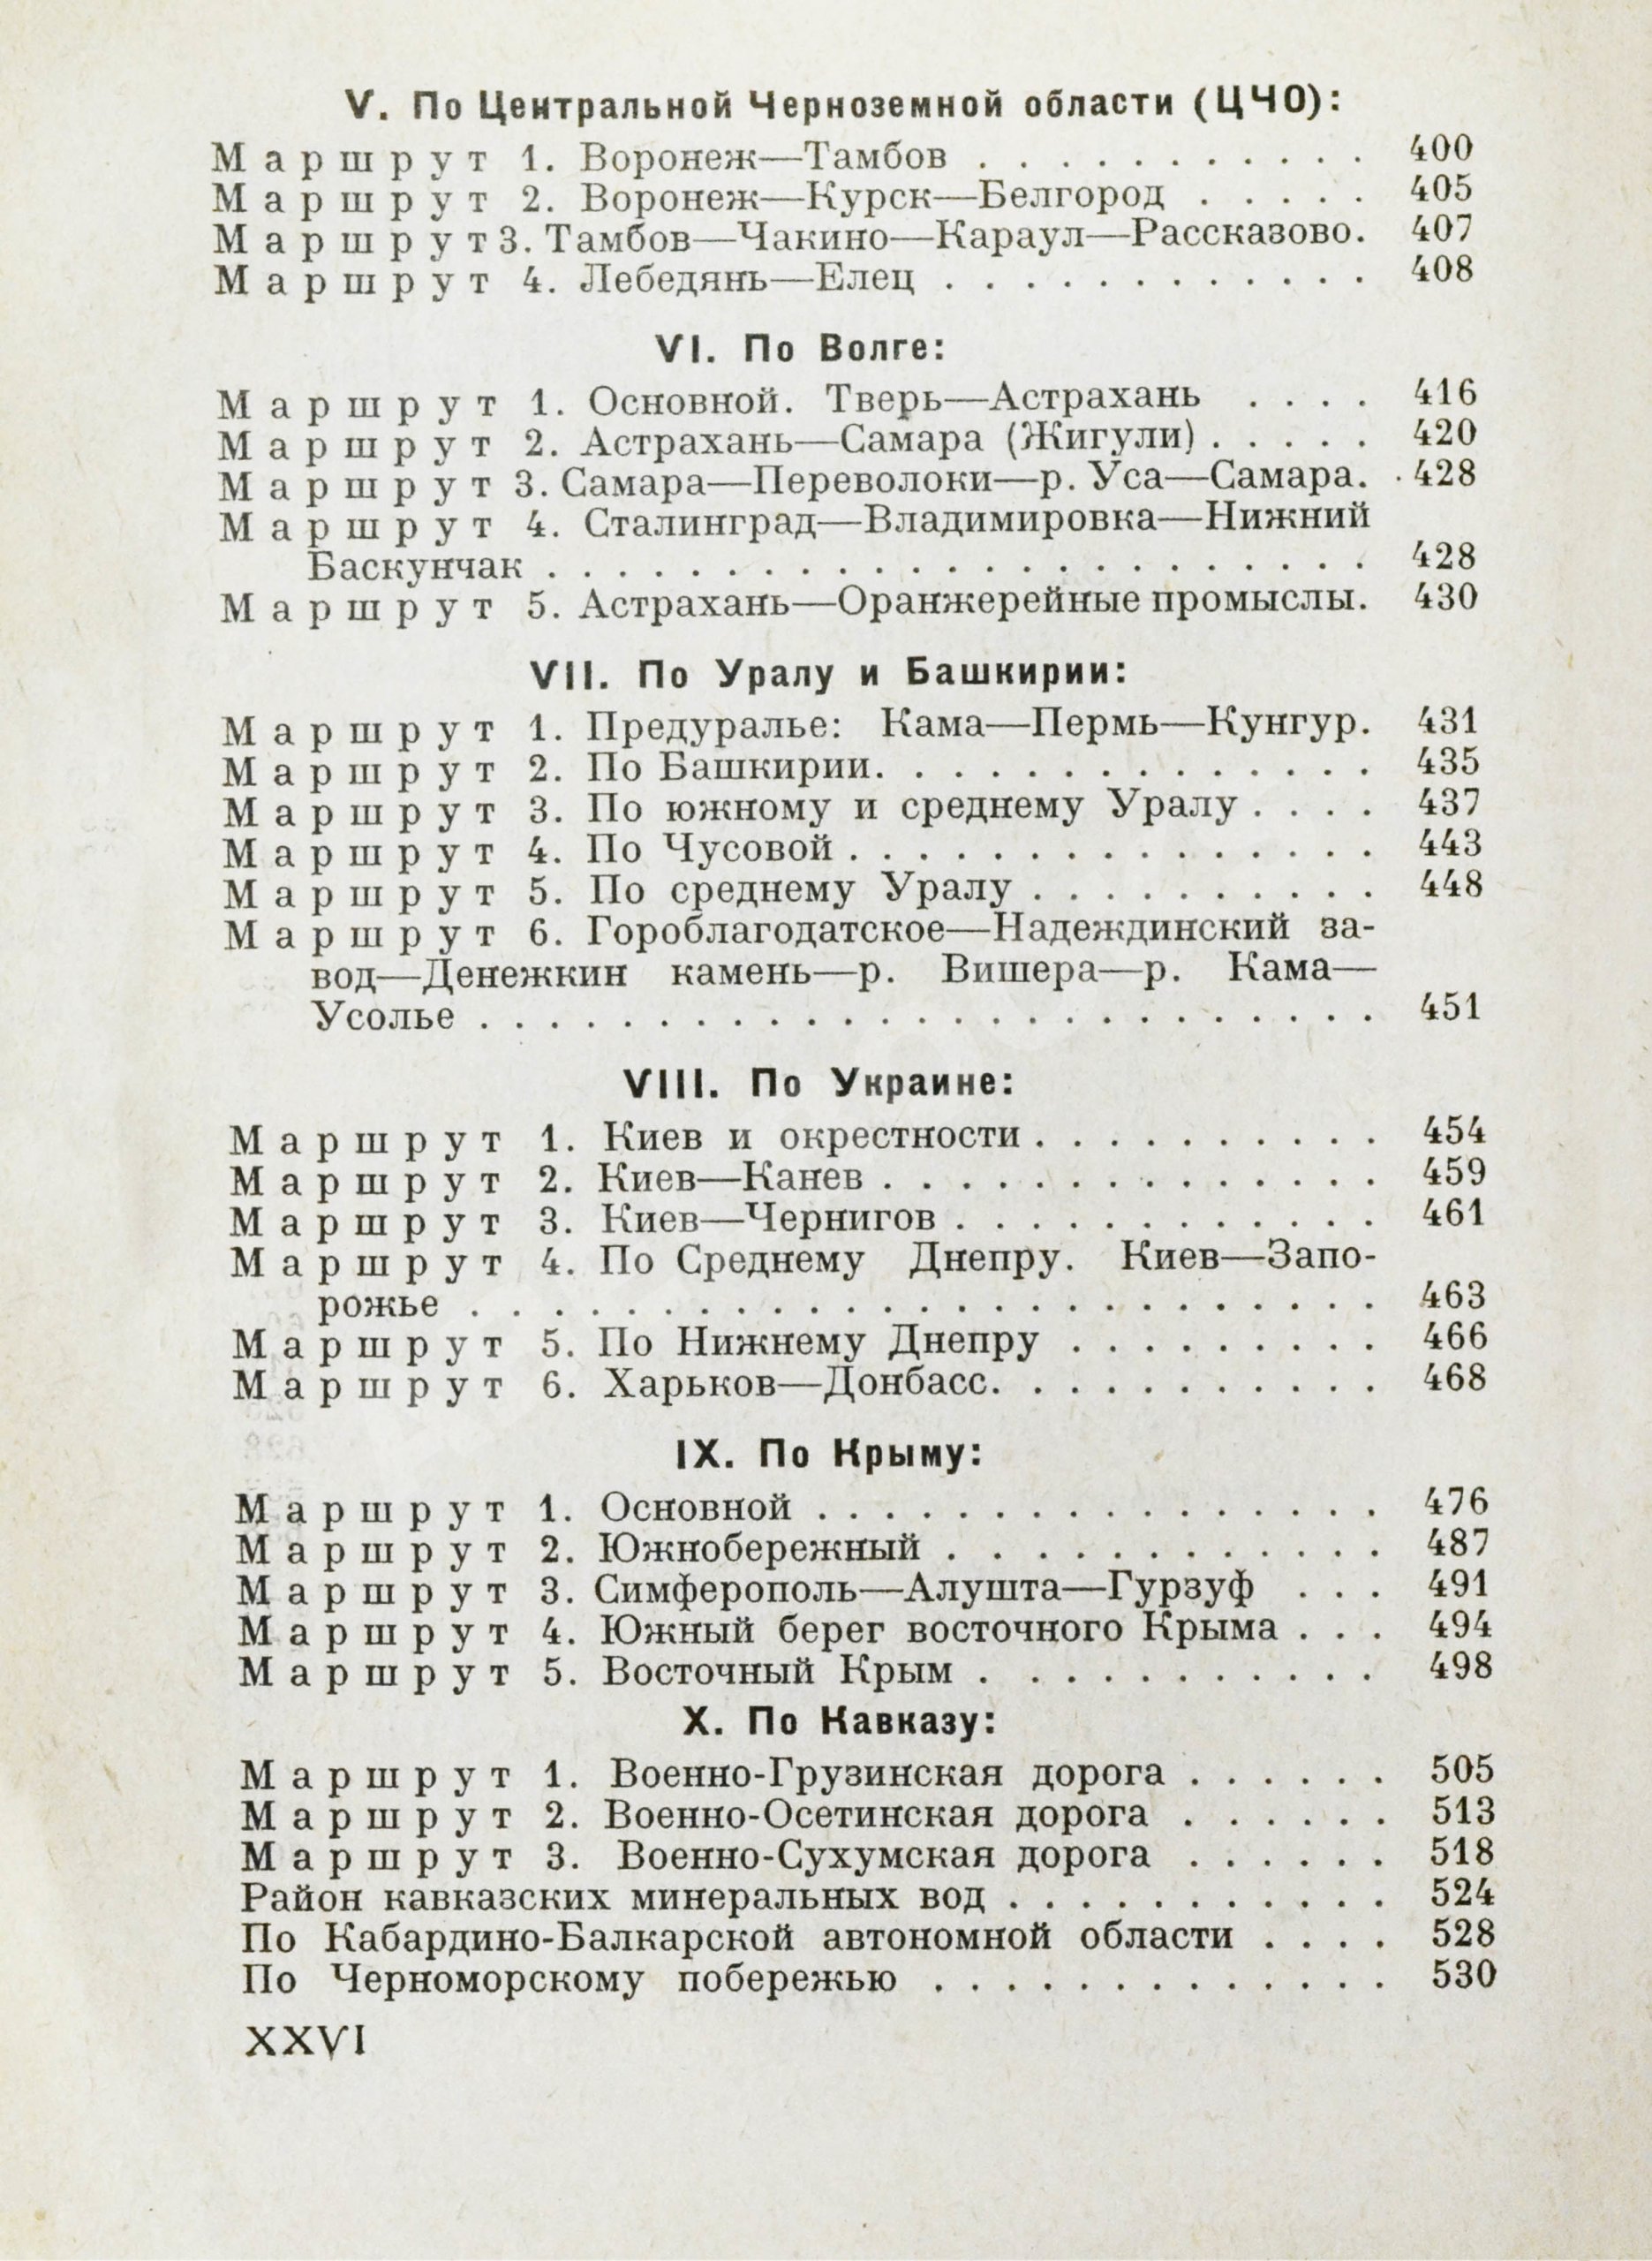 V. По Центральной Черноземной области (ЦЧО):
Маршрут 1. Воронеж—Тамбов . . . . . . . . . . . 400
Маршрут 2. Воронеж—Курск—Белгород . . . . . 405
Маршрут 3. Тамбов—Чакино—Караул—Рассказово. 407
Маршрут 4. Лебедянь—Елец . . . . . . . . . . . . 408
VI. По Волге:
Маршрут 1. Основной. Тверь—Астрахань . . . . 416
Маршрут 2. Астрахань—Самара (Жигули) . . . . . 420
Маршрут 3. Самара—Переволоки—р. Уса—Самара. . 428
Маршрут 4. Сталинград—Владимировка—Нижний
Баскунчак . . . . . . . . . . . . . . . . . . . . 428
Маршрут 5. Астрахань—Оранжерейные промыслы. 430
VII. По Уралу и Башкирии:
Маршрут 1. Предуралье: Кама—Пермь—Кунгур. 431
Маршрут 2. По Башкирии. . . . . . . . . . . . . . 435
Маршрут 3. По южному и среднему Уралу . . . . 437
Маршрут 4. По Чусовой . . . . . . . . . . . . . . . 443
Маршрут 5. По среднему Уралу . . . . . . . . . . 448
Маршрут 6. Гороблагодатское—Надеждинский за-
вод—Денежкин камень—р. Вишера—р. Кама—
Усолье . . . . . . . . . . . . . . . . . . . . . . . 451
VIII. По Украине:
Маршрут 1. Киев и окрестности . . . . . . . . . . 454
Маршрут 2. Киев—Канев . . . . . . . . . . . . . . 459
Маршрут 3. Киев—Чернигов . . . . . . . . . . . . 461
Маршрут 4. По Среднему Днепру. Киев—Запо-
рожье . . . . . . . . . . . . . . . . . . . . . . . 463
Маршрут 5. По Нижнему Днепру . . . . . . . . . 466
Маршрут 6. Харьков—Донбасс. . . . . . . . . . . 468
IX. По Крыму:
Маршрут 1. Основной . . . . . . . . . . . . . . . . 476
Маршрут 2. Южнобережный . . . . . . . . . . . . 487
Маршрут 3. Симферополь—Алушта—Гурзуф . . . 491
Маршрут 4. Южный берег восточного Крыма . . . 494
Маршрут 5. Восточный Крым . . . . . . . . . . . 498
X. По Кавказу:
Маршрут 1. Военно-Грузинская дорога . . . . . . 505
Маршрут 2. Военно-Осетинская дорога . . . . . . 513
Маршрут 3. Военно-Сухумская дорога . . . . . . 518
Район кавказских минеральных вод . . . . . . . . . . 524
По Кабардино-Балкарской автономной области . . . . 528
По Черноморскому побережью . . . . . . . . . . . . . 530
XXVI